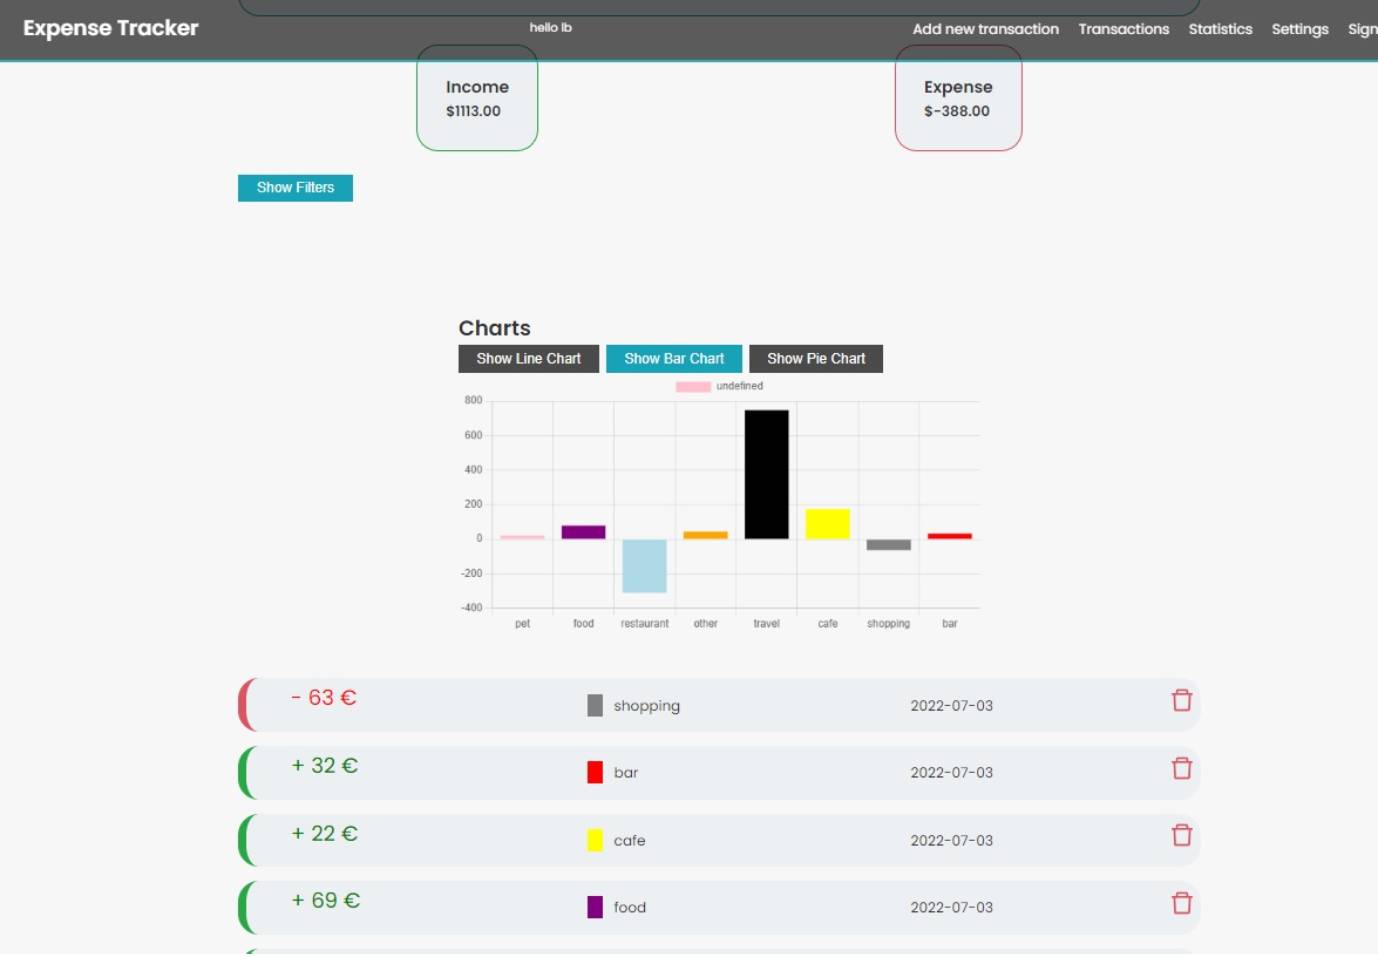 Expense Tracker hello lb Add new transaction Transactions Statistics Settings Sign
Income Expense
$1113.00 $-388.00
Show Filters
Charts
Show Line Chart Show Bar Chart Show Pie Chart
undefined
800
600
400
200
0
-200
-400
pet food restaurant other travel cafe shopping bar
- 63 € shopping 2022-07-03
+ 32 € bar 2022-07-03
+ 22 € cafe 2022-07-03
+ 69 € food 2022-07-03